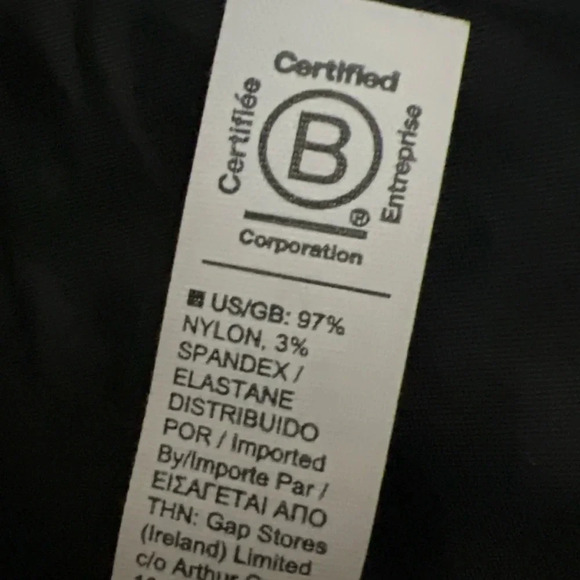 Certified
Certifiée
B
Entreprise
®
Corporation
US/GB: 97%
NYLON, 3%
SPANDEX /
ELASTANE
DISTRIBUIDO
POR / Imported
By/Importe Par /
ΕΙΣΑΓΕΤΑΙ ΑΠΟ
ΤΗΝ: Gap Stores
(Ireland) Limited
c/o Arthur